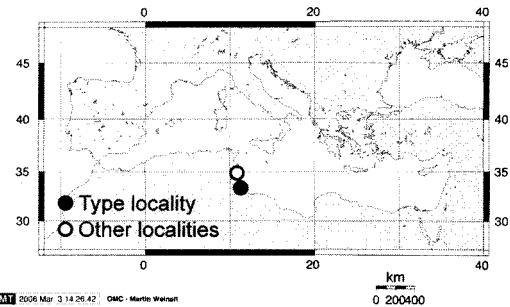 0 20 40
45 45
40 40
35 35
30 30
Type locality
Other localities
0 20 40
km
0 200400
GMT 2006 Mar 3 14:26:42 OMC - Martin Weinelt